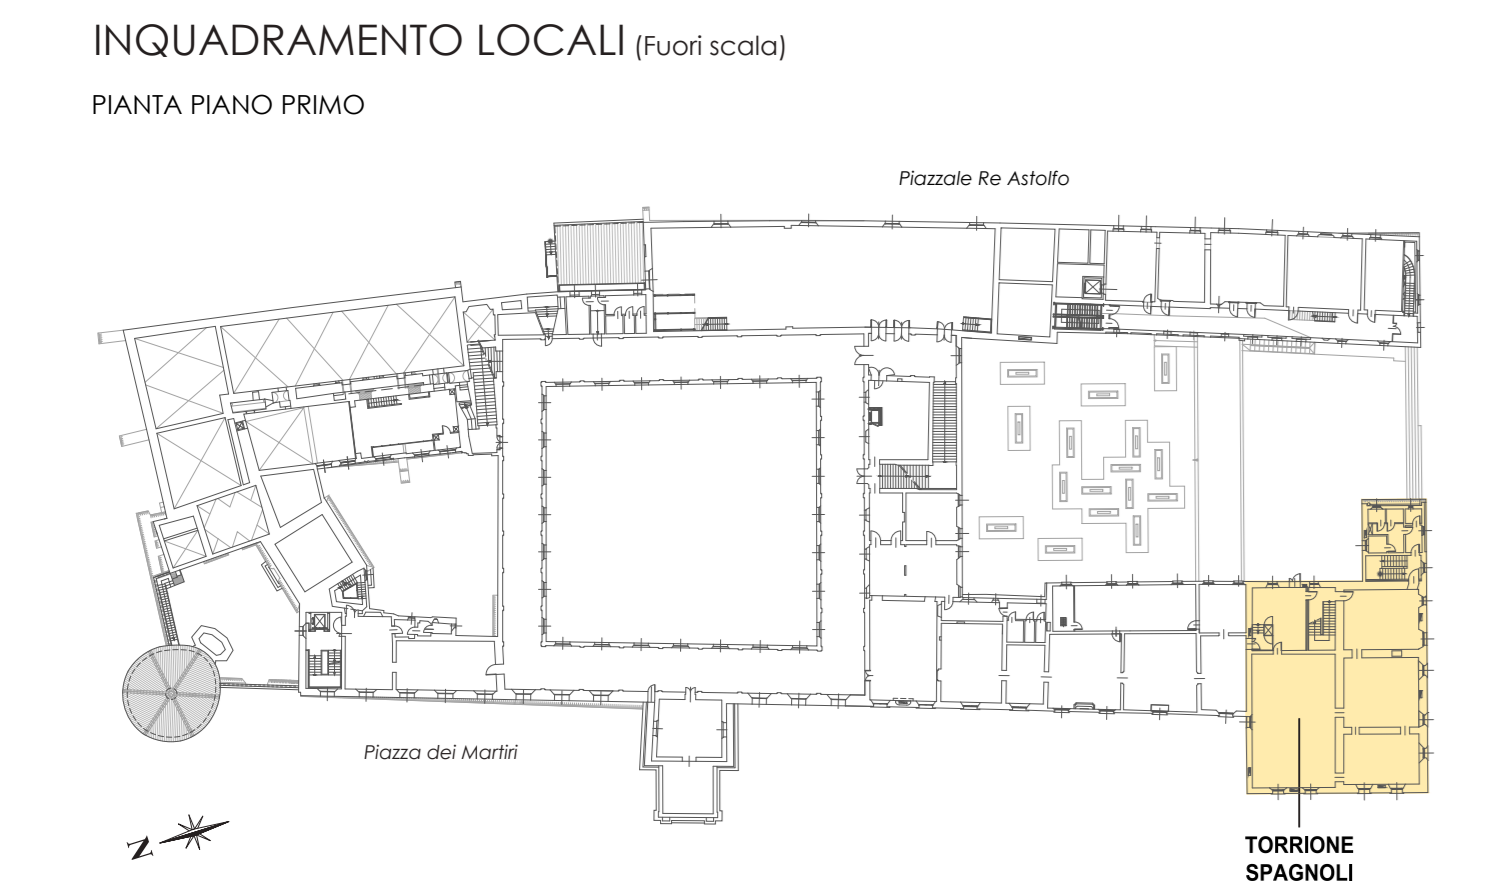 INQUADRAMENTO LOCALI (Fuori scala)
PIANTA PIANO PRIMO
Piazzale Re Astolfo
Piazza dei Martiri
N
TORRIONE
SPAGNOLI